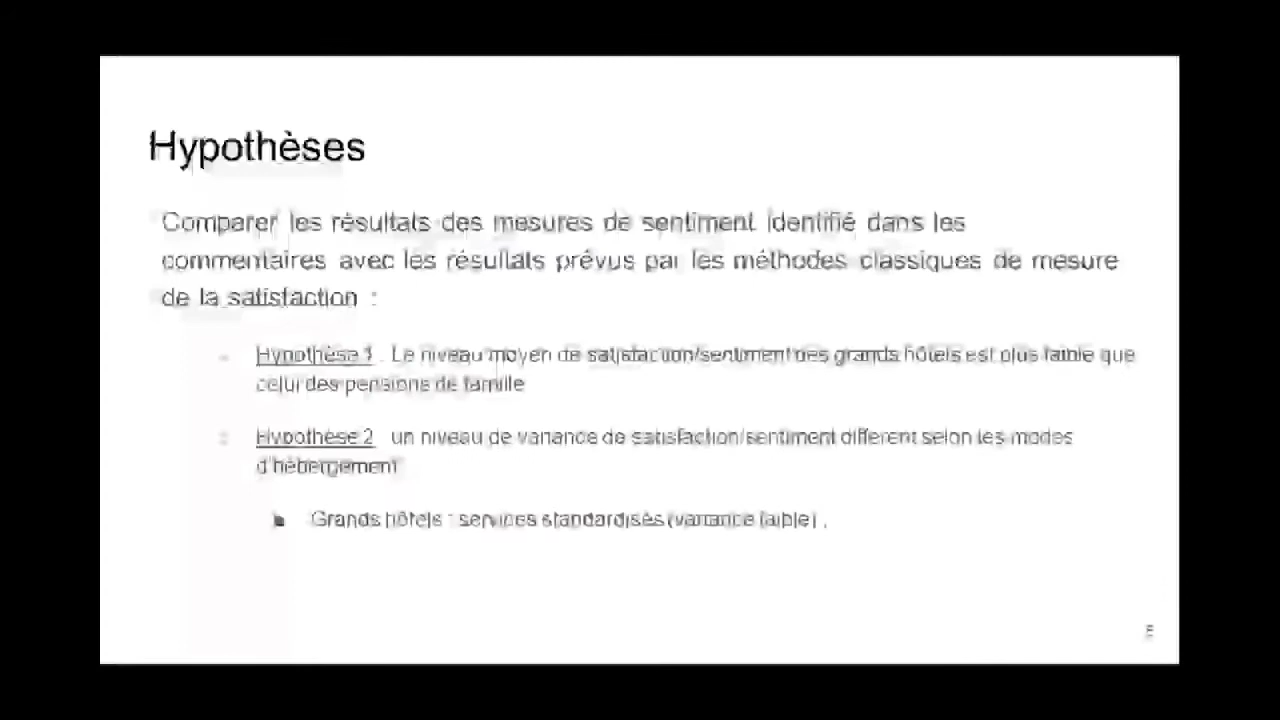 Hypothèses
Comparer les résultats des mesures de sentiment identifié dans les
commentaires avec les résultats prévus par les méthodes classiques de mesure
de la satisfaction :
Hypothèse 1 : Le niveau moyen de satisfaction/sentiment des grands hôtels est plus faible que
celui des pensions de famille
Hypothèse 2 : un niveau de variance de satisfaction/sentiment différent selon les modes
d'hébergement
Grands hôtels : services standardisés (variance faible) ;